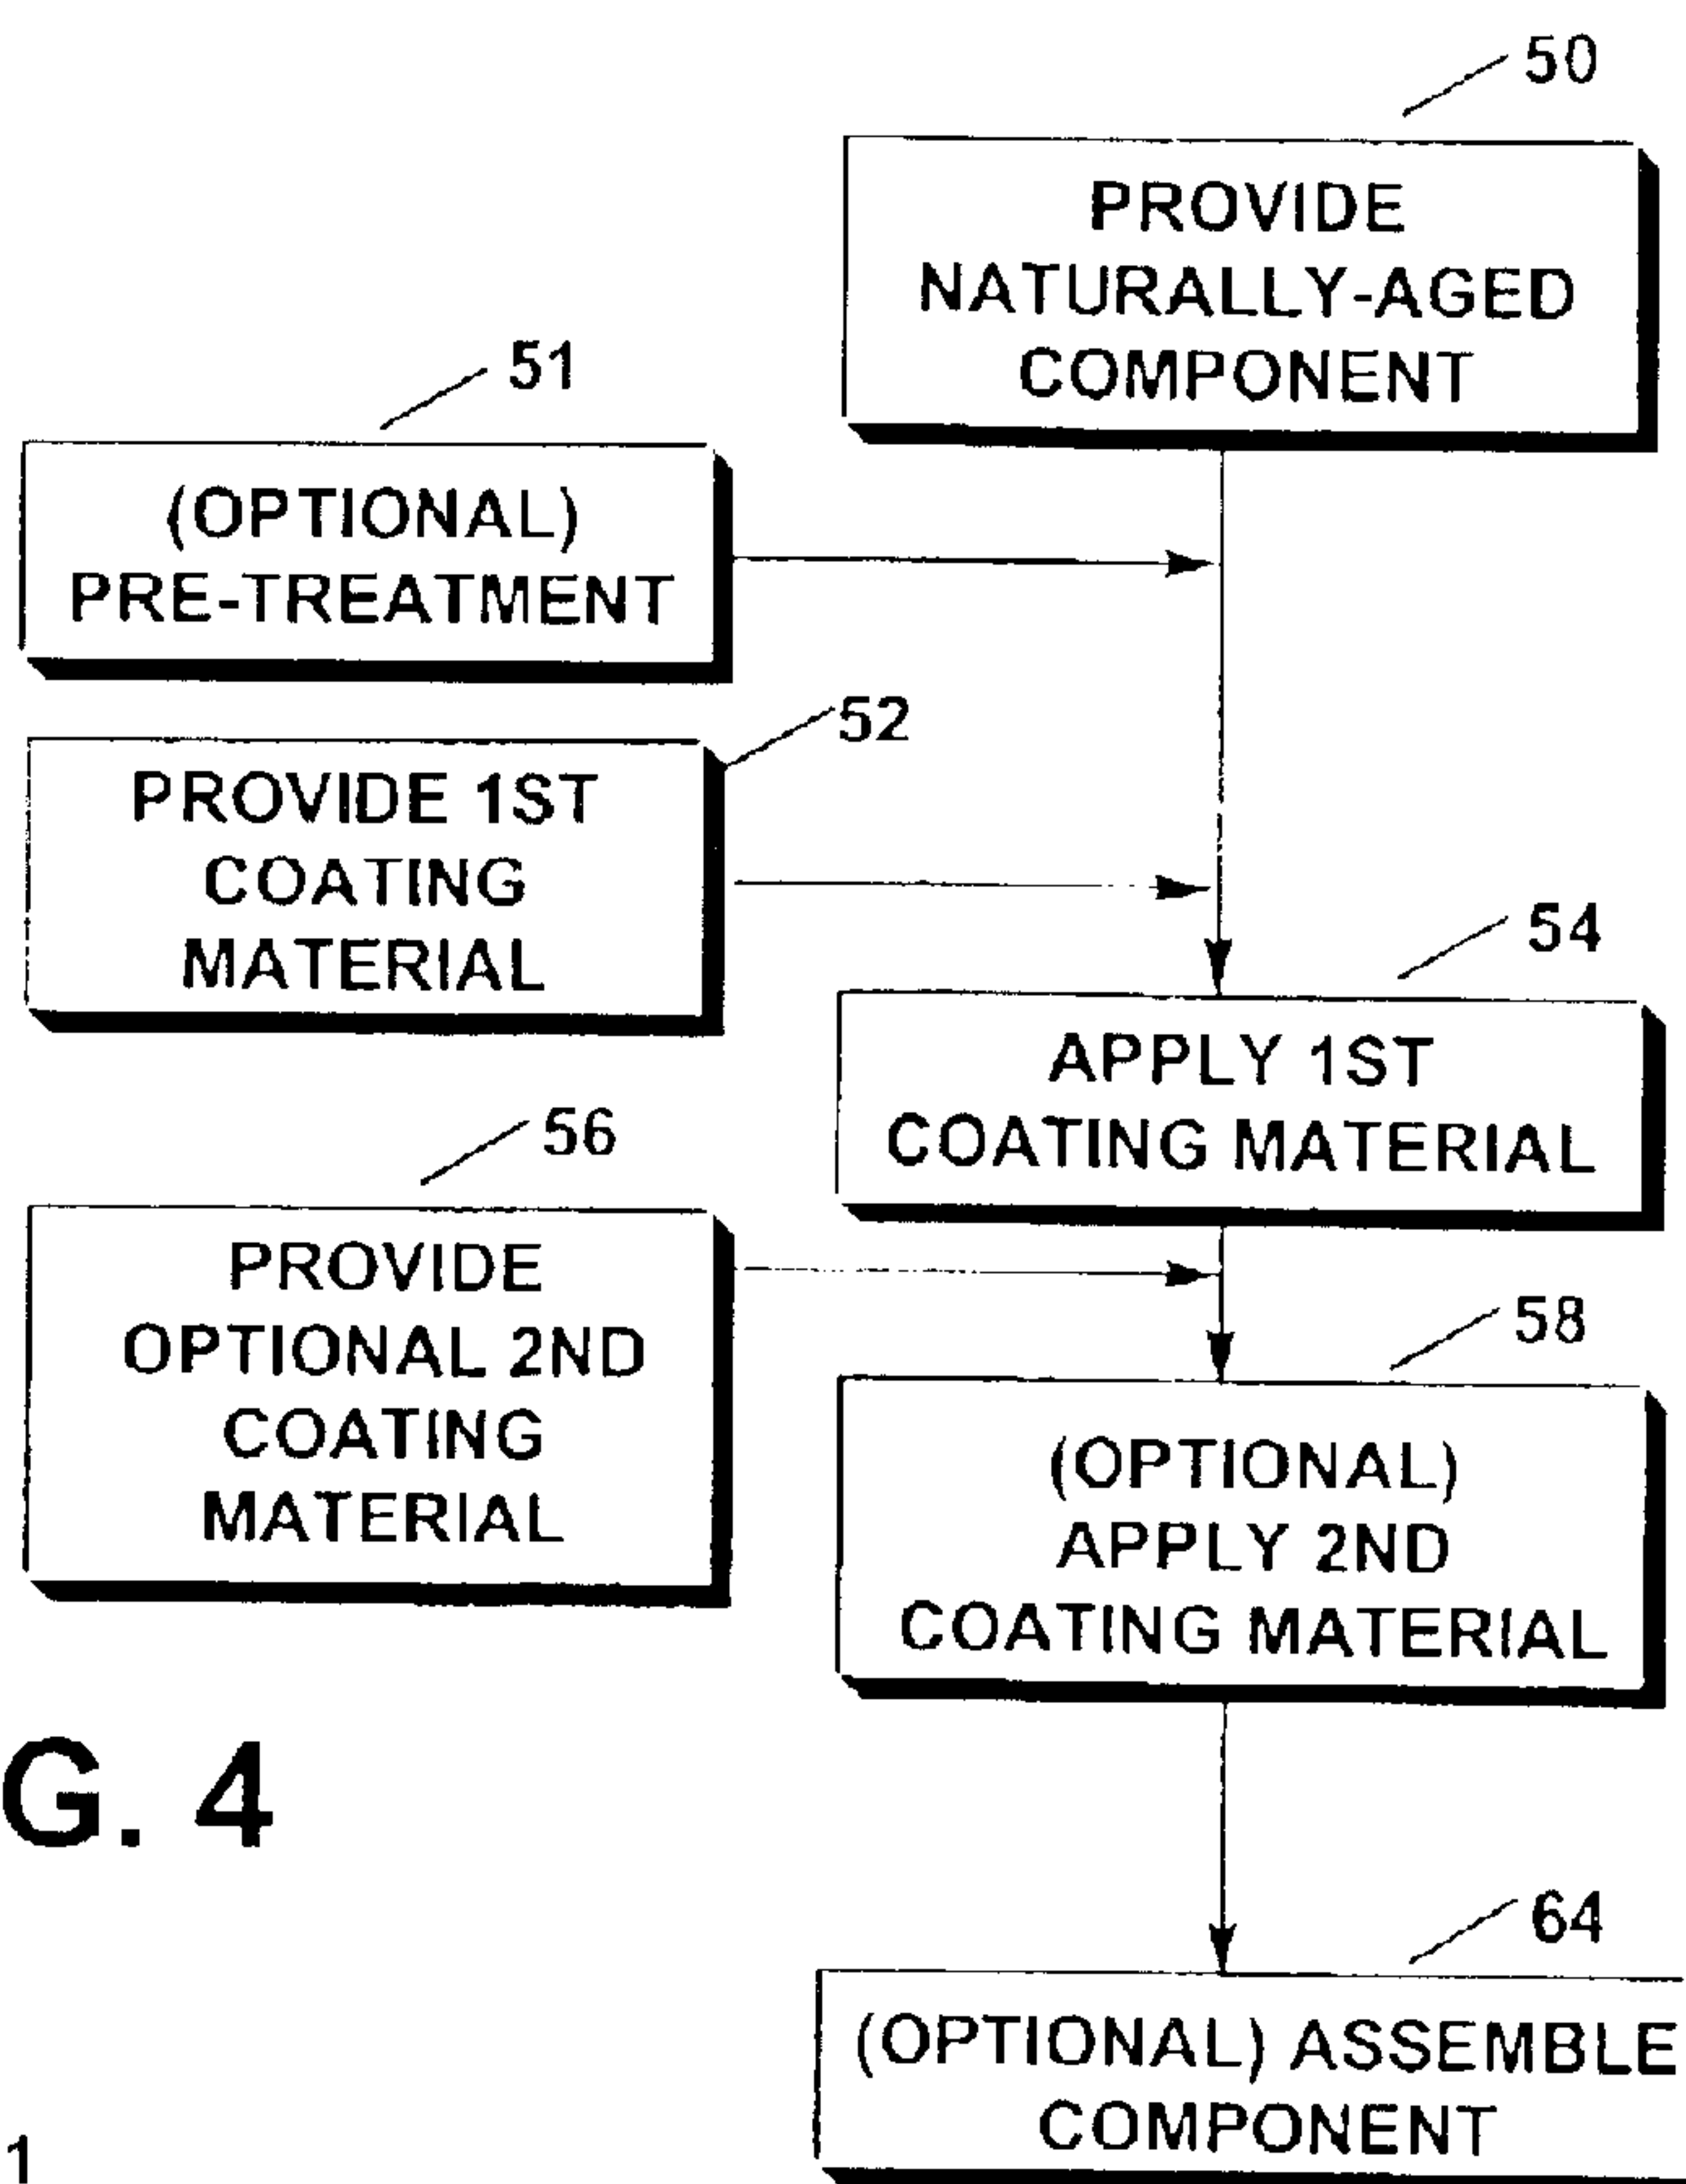 50
PROVIDE
NATURALLY-AGED
COMPONENT
51
(OPTIONAL)
PRE-TREATMENT
52
PROVIDE 1ST
COATING
MATERIAL
54
APPLY 1ST
COATING MATERIAL
56
PROVIDE
OPTIONAL 2ND
COATING
MATERIAL
58
(OPTIONAL)
APPLY 2ND
COATING MATERIAL
G. 4
64
(OPTIONAL) ASSEMBLE
COMPONENT
1